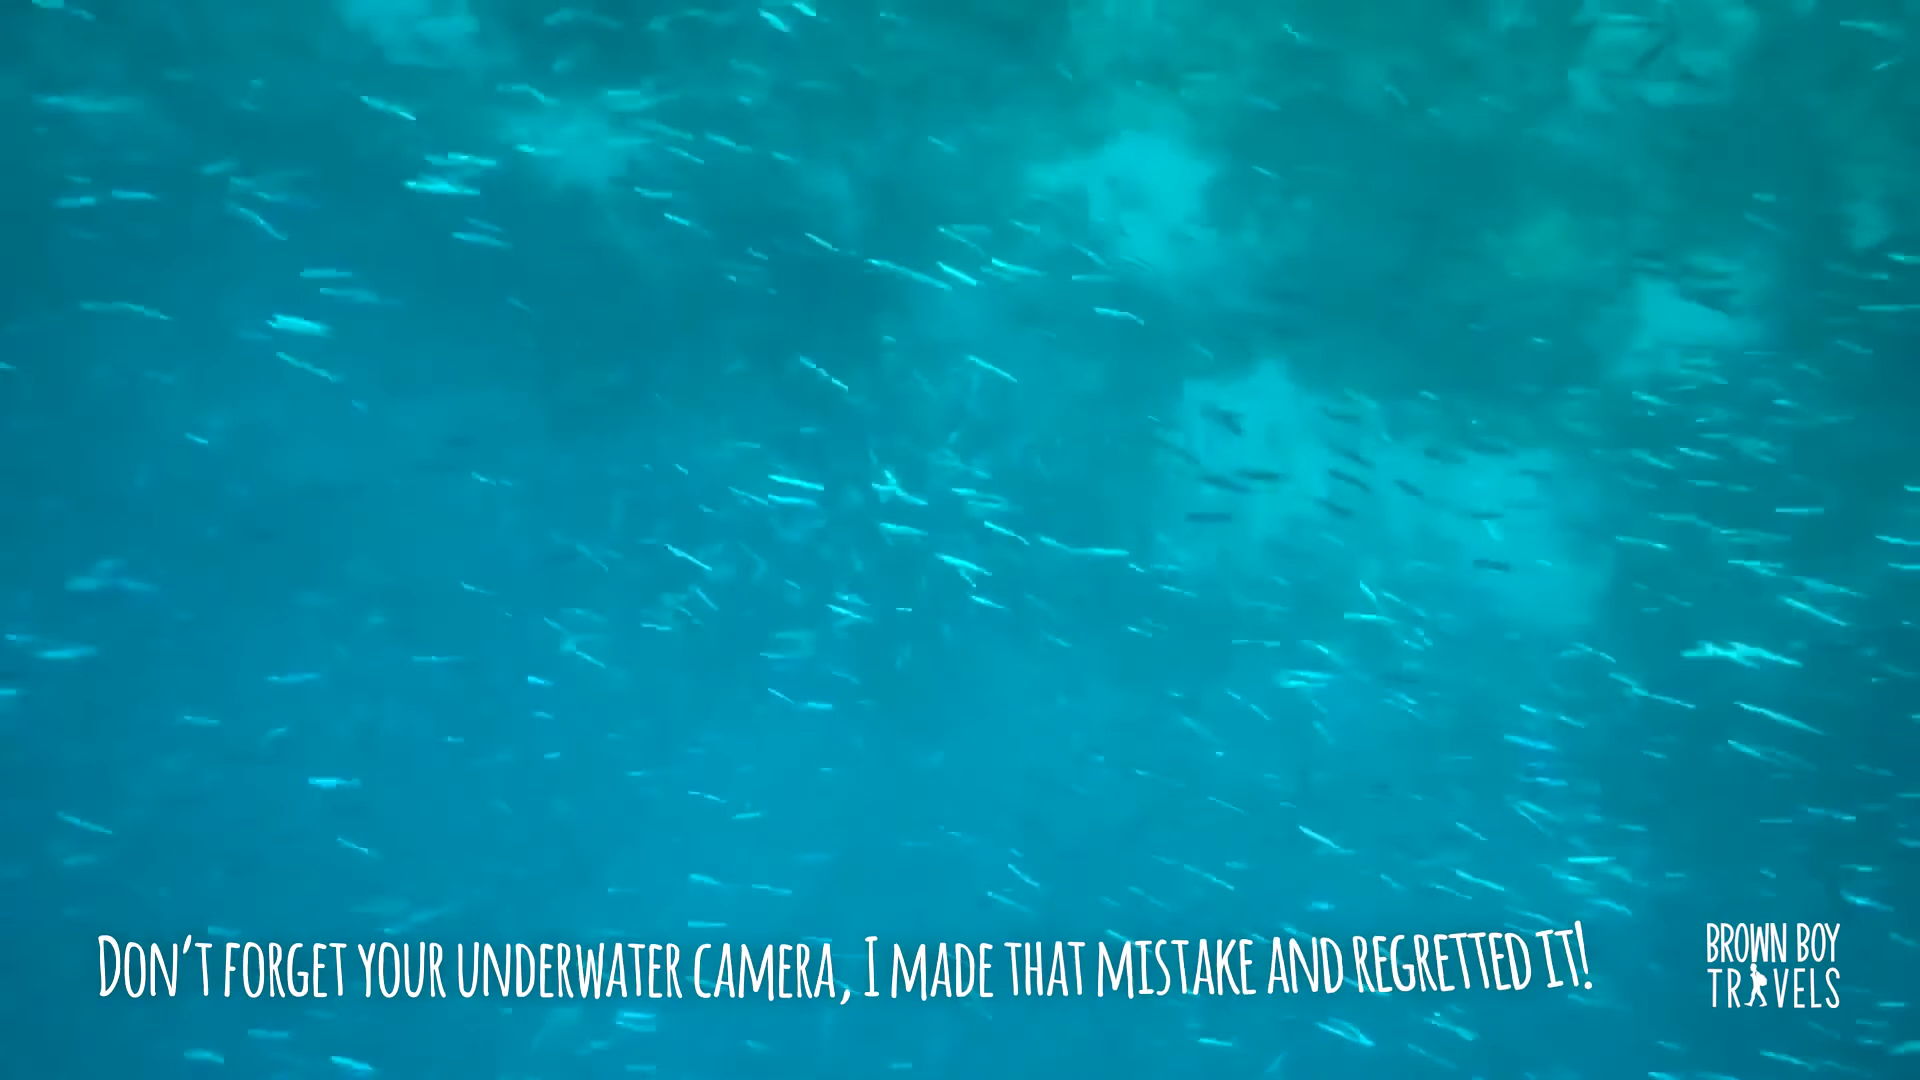 Don't forget your underwater camera, I made that mistake and regretted it!
BROWN BOY
TRAVELS